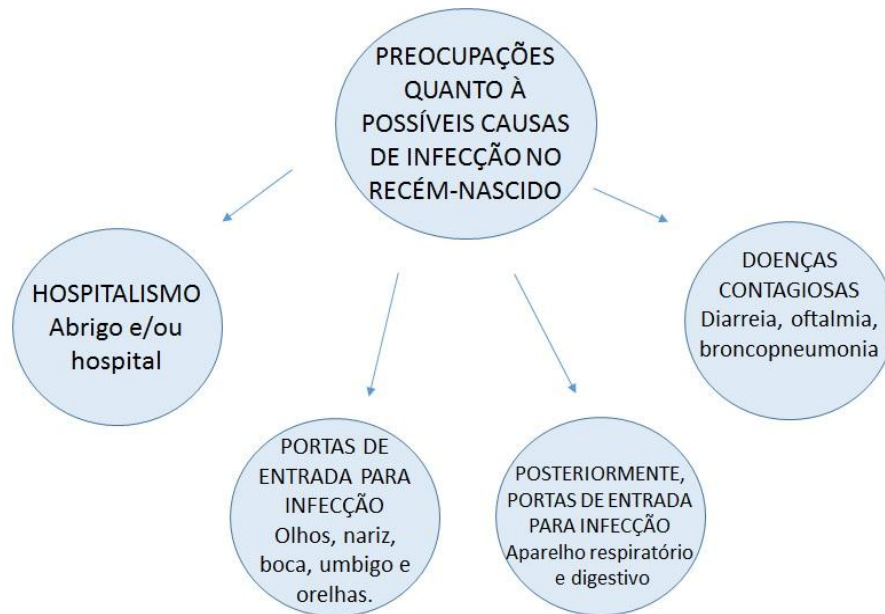 PREOCUPAÇÕES
QUANTO À
POSSÍVEIS CAUSAS
DE INFECÇÃO NO
RECÉM-NASCIDO
HOSPITALISMO
Abrigo e/ou
hospital
PORTAS DE
ENTRADA PARA
INFECÇÃO
Olhos, nariz,
boca, umbigo e
orelhas.
POSTERIORMENTE,
PORTAS DE ENTRADA
PARA INFECÇÃO
Aparelho respiratório
e digestivo
DOENÇAS
CONTAGIOSAS
Diarreia, oftalmia,
broncopneumonia